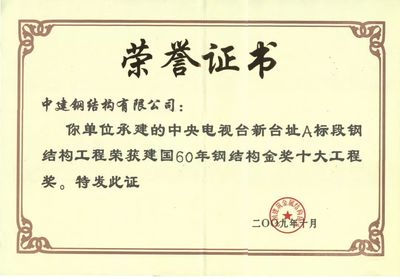 荣誉证书
中建钢结构有限公司：
你单位承建的中央电视台新台址A标段钢
结构工程荣获建国60年钢结构金奖十大工程
奖。特发此证
二〇〇九年十月